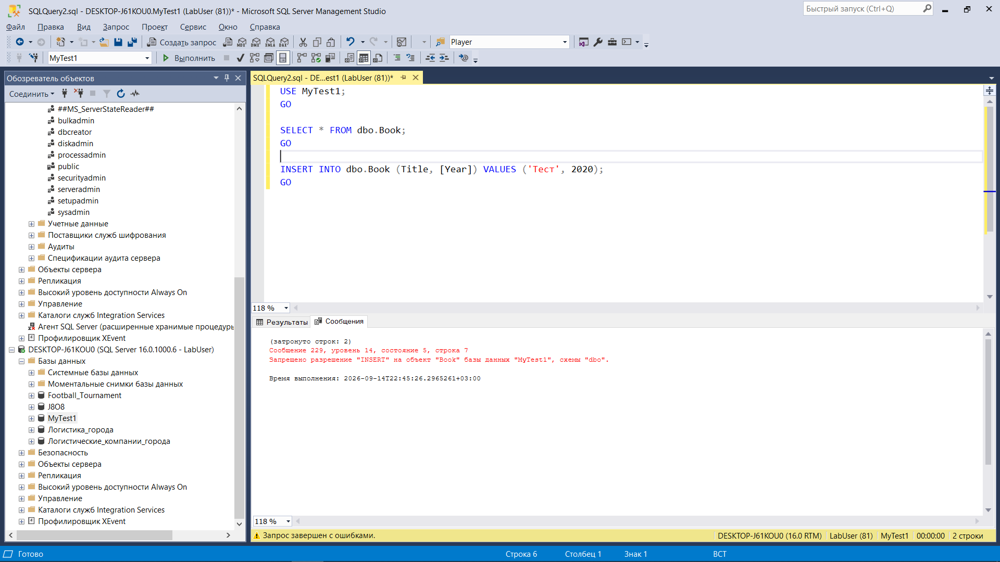 SQLQuery2.sql - DESKTOP-J61KOU0.MyTest1 (LabUser (81))* - Microsoft SQL Server Management Studio
Быстрый запуск (Ctrl+Q)
Файл Правка Вид Запрос Проект Сервис Окно Справка
Создать запрос MDX DMX XMLA DAX Player
MyTest1 Выполнить
Обозреватель объектов
Соединить
##MS_ServerStateReader##
bulkadmin
dbcreator
diskadmin
processadmin
public
securityadmin
serveradmin
setupadmin
sysadmin
Учетные данные
Поставщики служб шифрования
Аудиты
Спецификации аудита сервера
Объекты сервера
Репликация
Высокий уровень доступности Always On
Управление
Каталоги служб Integration Services
Агент SQL Server (расширенные хранимые процедуры
Профилировщик XEvent
DESKTOP-J61KOU0 (SQL Server 16.0.1000.6 - LabUser)
Базы данных
Системные базы данных
Моментальные снимки базы данных
Football_Tournament
J8O8
MyTest1
Логистика_города
Логистические_компании_города
Безопасность
Объекты сервера
Репликация
Высокий уровень доступности Always On
Управление
Каталоги служб Integration Services
Профилировщик XEvent
SQLQuery2.sql - DE...est1 (LabUser (81))*
USE MyTest1;
GO
SELECT * FROM dbo.Book;
GO
INSERT INTO dbo.Book (Title, [Year]) VALUES ('Тест', 2020);
GO
118 %
Результаты Сообщения
(затронуто строк: 2)
Сообщение 229, уровень 14, состояние 5, строка 7
Запрещено разрешение "INSERT" на объект "Book" базы данных "MyTest1", схемы "dbo".
Время выполнения: 2026-09-14T22:45:26.2965261+03:00
118 %
Запрос завершен с ошибками. DESKTOP-J61KOU0 (16.0 RTM) LabUser (81) MyTest1 00:00:00 2 строки
Готово Строка 6 Столбец 1 Знак 1 ВСТ